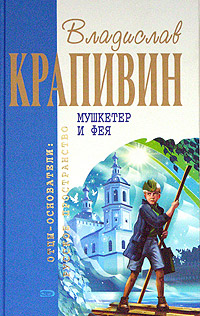 Владислав
КРАПИВИН
МУШКЕТЕР
И ФЕЯ
ОТЦЫ-ОСНОВАТЕЛИ:
РУССКОЕ ПРОСТРАНСТВО